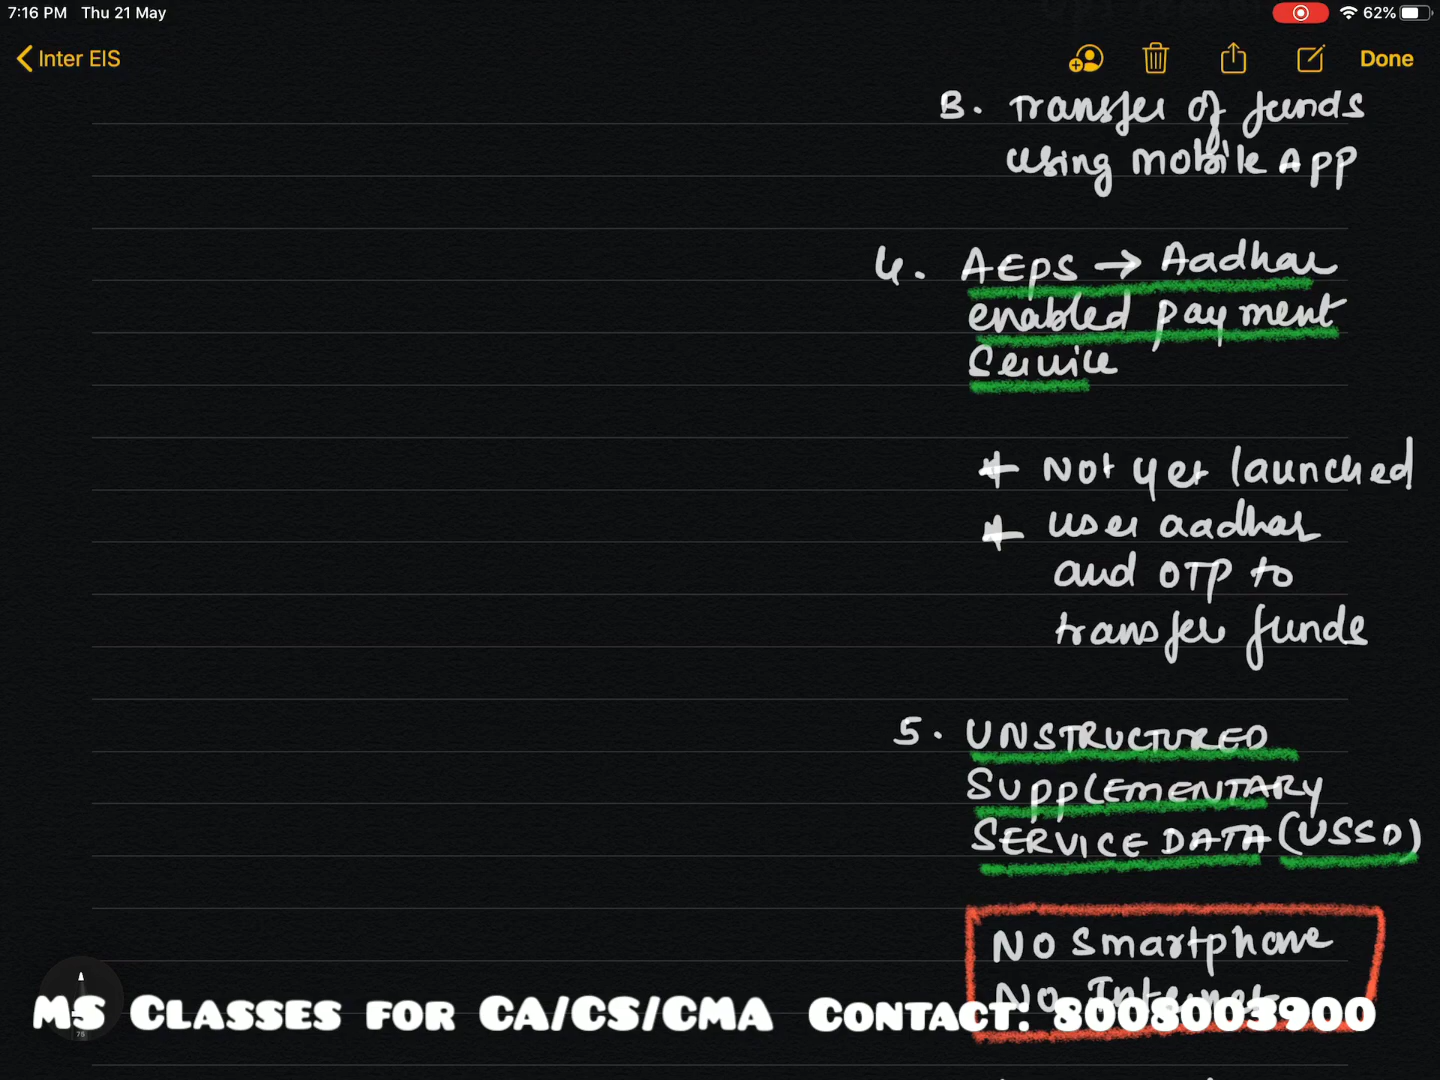 7:16 PM Thu 21 May
62%
Inter EIS
Done
B. Transfer of funds
using mobile App
4. AEPS → Aadhar
enabled payment
Service
+ Not yet launched
+ user aadhar
and OTP to
transfer funds
5. UNSTRUCTURED
SUPPLEMENTARY
SERVICE DATA (USSD)
No Smartphone
No Internet
MS Classes for CA/CS/CMA Contact: 8008003900